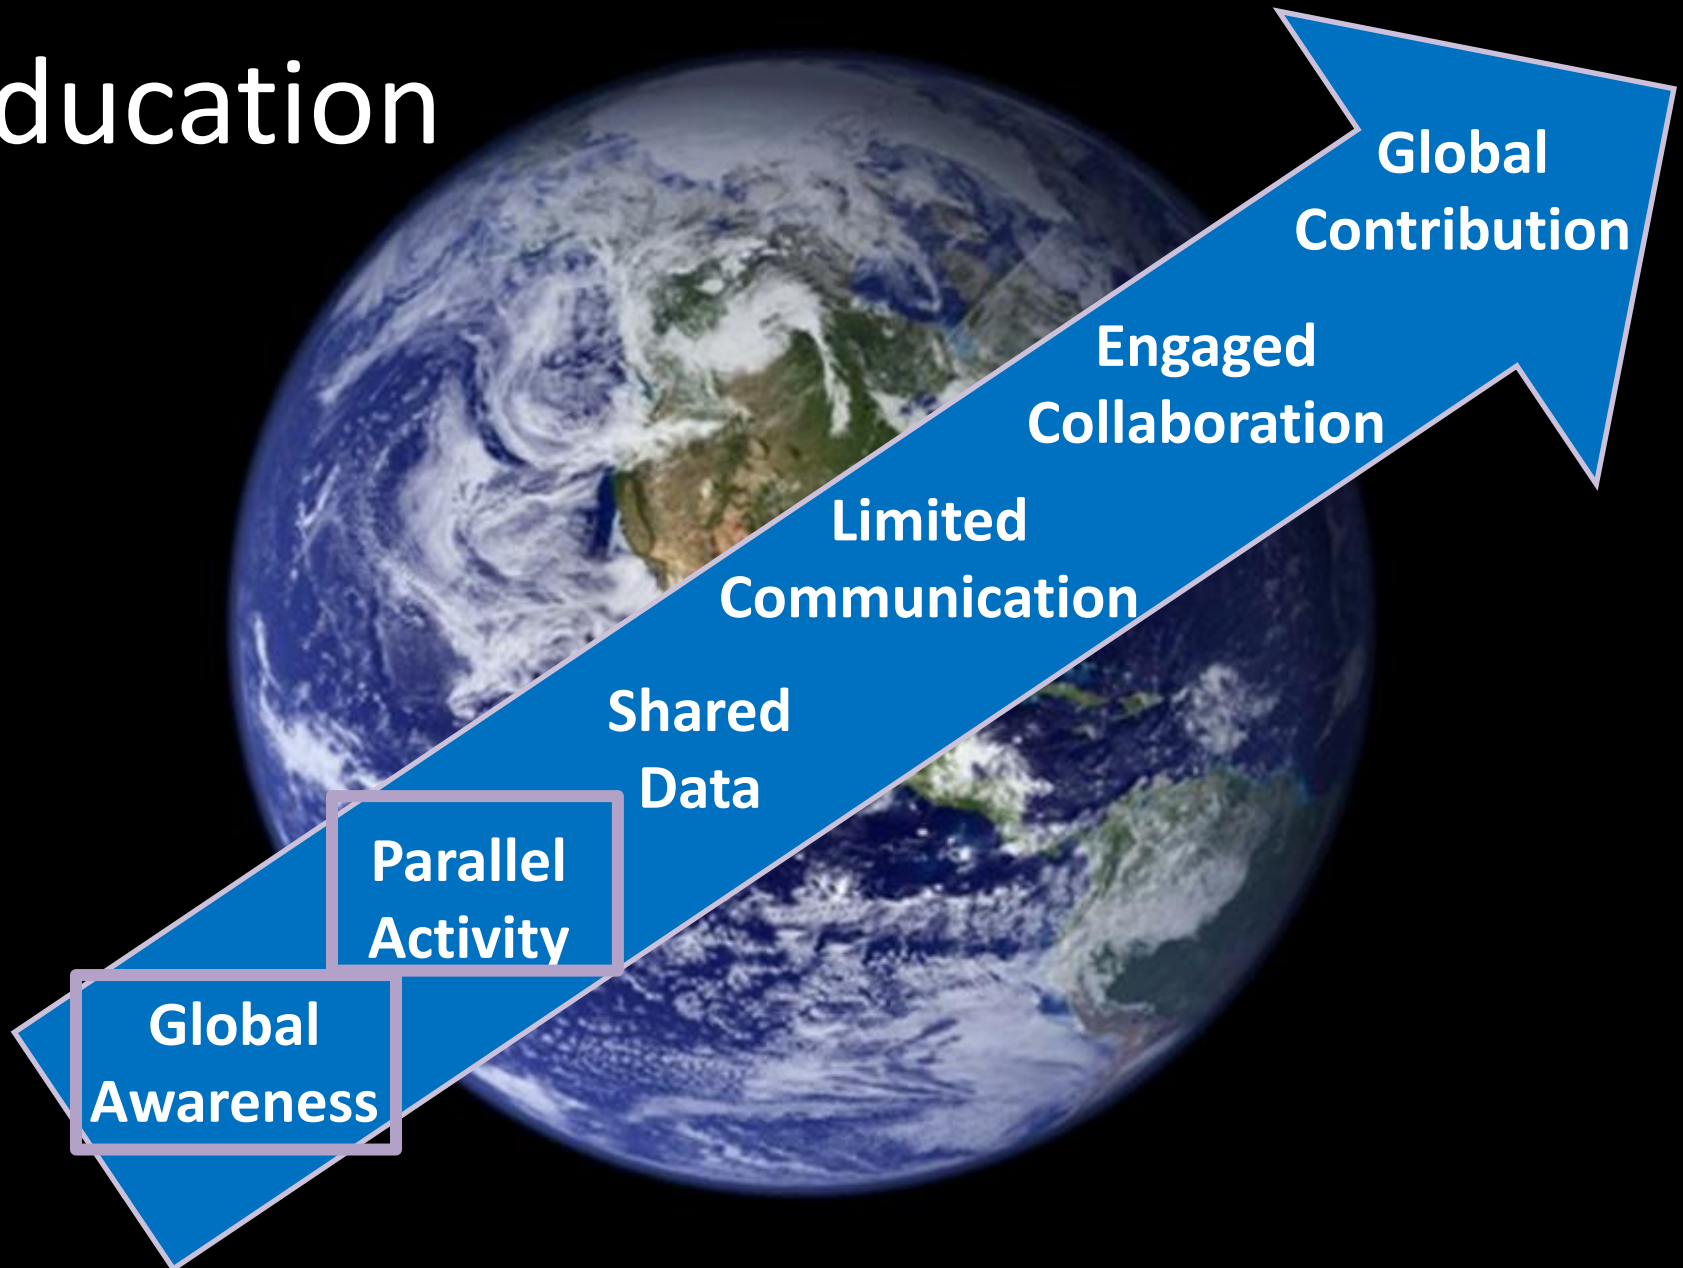 ducation
Global
Contribution
Engaged
Collaboration
Limited
Communication
Shared
Data
Parallel
Activity
Global
Awareness